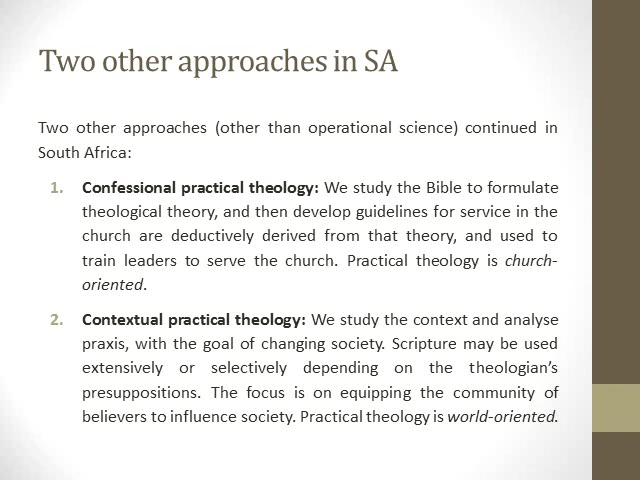 Two other approaches in SA
Two other approaches (other than operational science) continued in
South Africa:
1. Confessional practical theology: We study the Bible to formulate
theological theory, and then develop guidelines for service in the
church are deductively derived from that theory, and used to
train leaders to serve the church. Practical theology is church-
oriented.
2. Contextual practical theology: We study the context and analyse
praxis, with the goal of changing society. Scripture may be used
extensively or selectively depending on the theologian’s
presuppositions. The focus is on equipping the community of
believers to influence society. Practical theology is world-oriented.